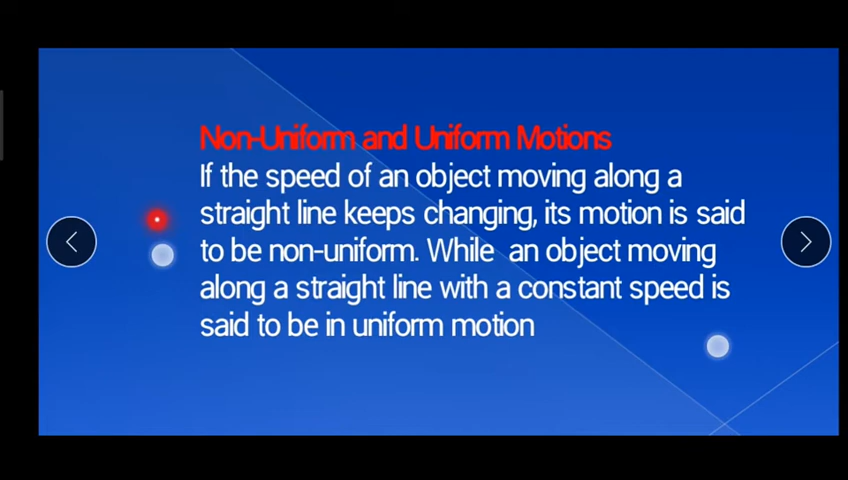 Non-Uniform and Uniform Motions
If the speed of an object moving along a
straight line keeps changing, its motion is said
to be non-uniform. While  an object moving
along a straight line with a constant speed is
said to be in uniform motion